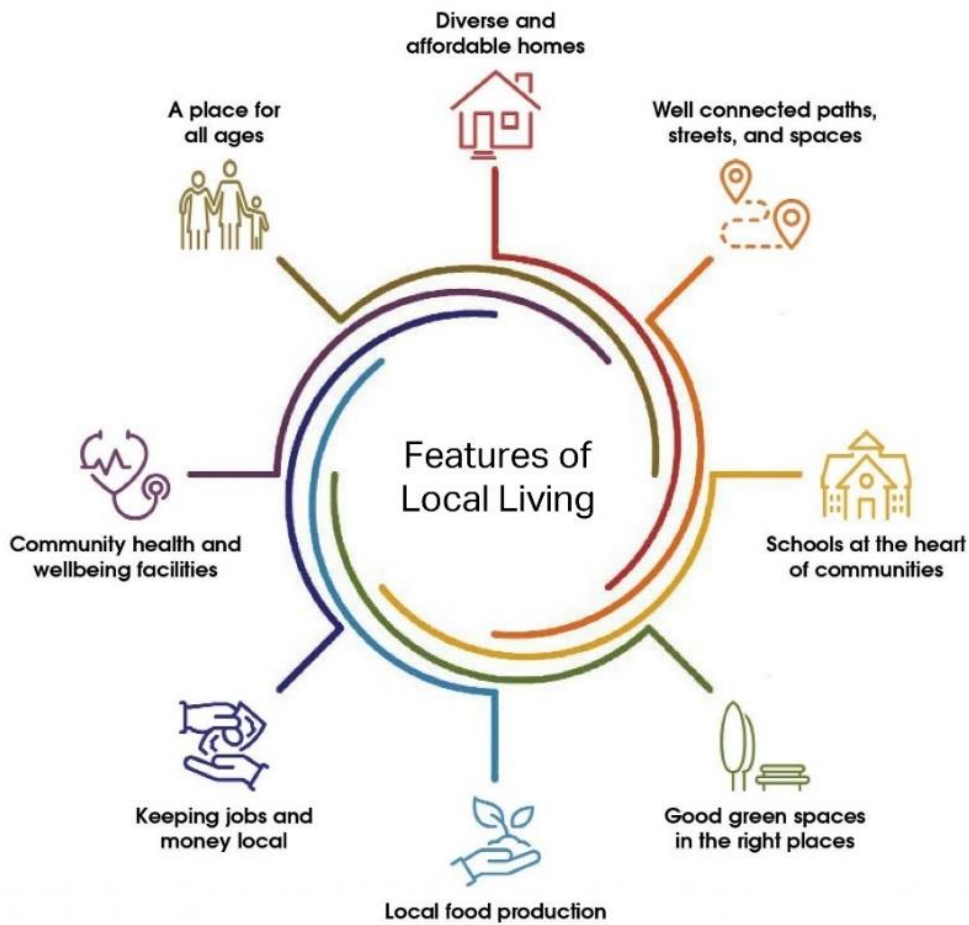 Diverse and
affordable homes
A place for
all ages
Well connected paths,
streets, and spaces
Features of
Local Living
Community health and
wellbeing facilities
Schools at the heart
of communities
Keeping jobs and
money local
Good green spaces
in the right places
Local food production